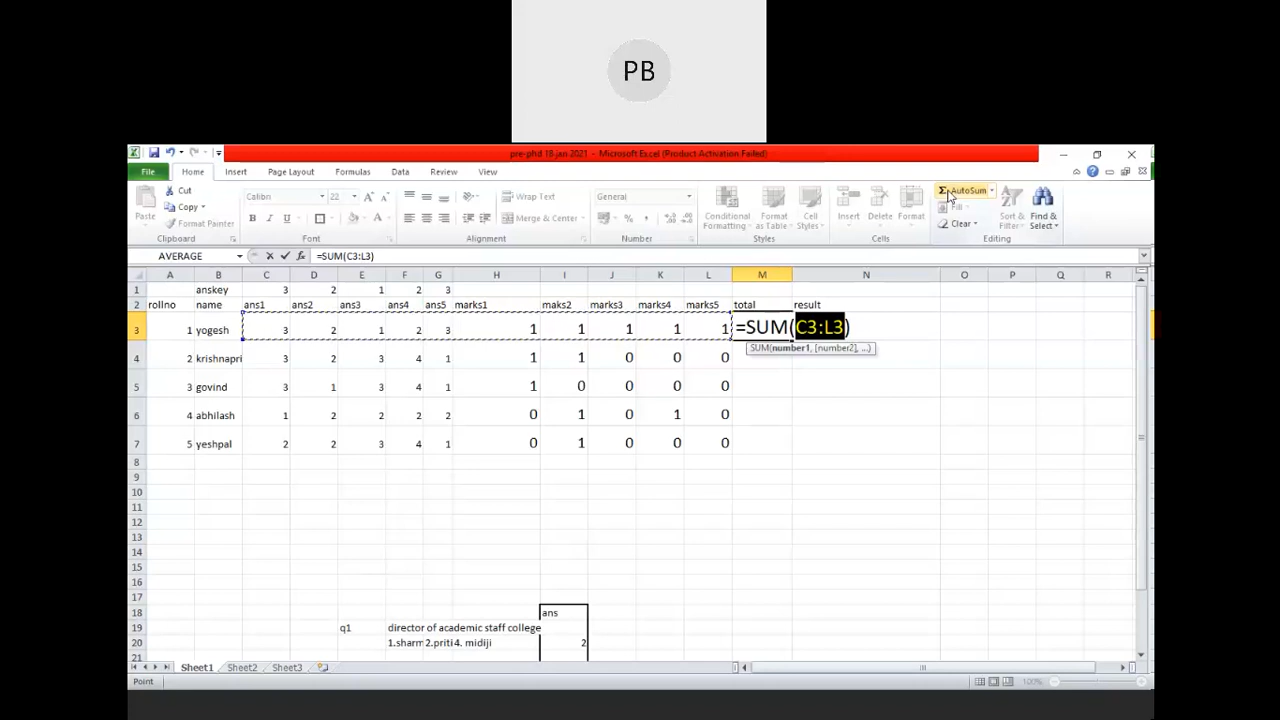 PB
pre-phd 18 jan 2021 - Microsoft Excel (Product Activation Failed)
File Home Insert Page Layout Formulas Data Review View
Paste Cut Copy Format Painter Clipboard
Calibri 22 B I U Font
Wrap Text Merge & Center Alignment
General % , Number
Conditional Formatting Format as Table Cell Styles Styles
Insert Delete Format Cells
Σ AutoSum Fill Clear Sort & Filter Find & Select Editing
AVERAGE fx =SUM(C3:L3)
A B C D E F G H I J K L M N O P Q R
1 anskey 3 2 1 2 3
2 rollno name ans1 ans2 ans3 ans4 ans5 marks1 maks2 marks3 marks4 marks5 total result
3 1 yogesh 3 2 1 2 3 1 1 1 1 1 =SUM(C3:L3)
SUM(number1, [number2], ...)
4 2 krishnapri 3 2 3 4 1 1 1 0 0 0
5 3 govind 3 1 3 4 1 1 0 0 0 0
6 4 abhilash 1 2 2 2 2 0 1 0 1 0
7 5 yeshpal 2 2 3 4 1 0 1 0 0 0
8
9
10
11
12
13
14
15
16
17
18 ans
19 q1 director of academic staff college
20 1.sharm 2.priti 4. midiji 2
21
Sheet1 Sheet2 Sheet3
Point 100%